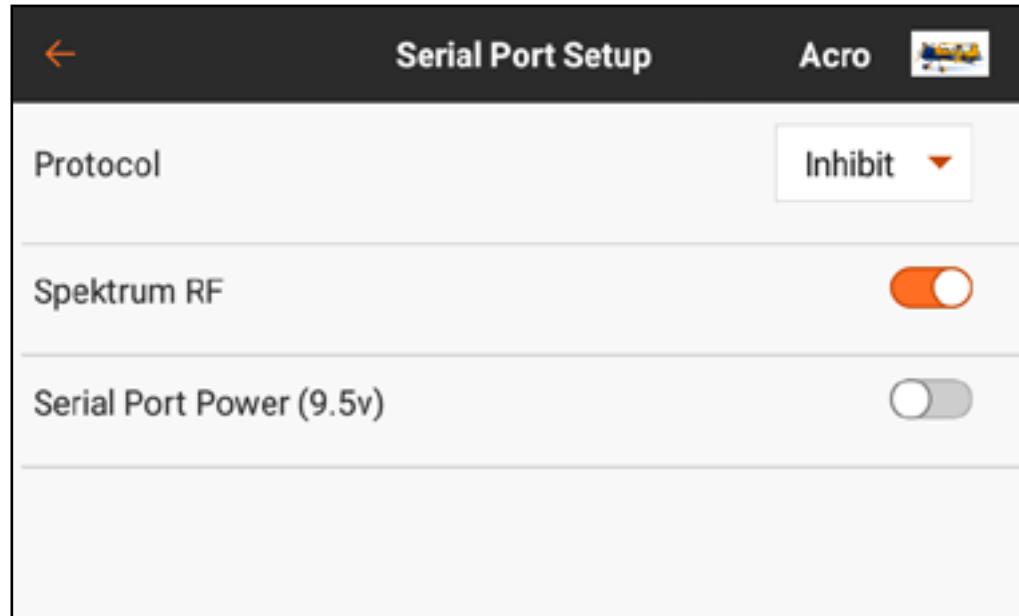 Serial Port Setup Acro
Protocol Inhibit
Spektrum RF
Serial Port Power (9.5v)